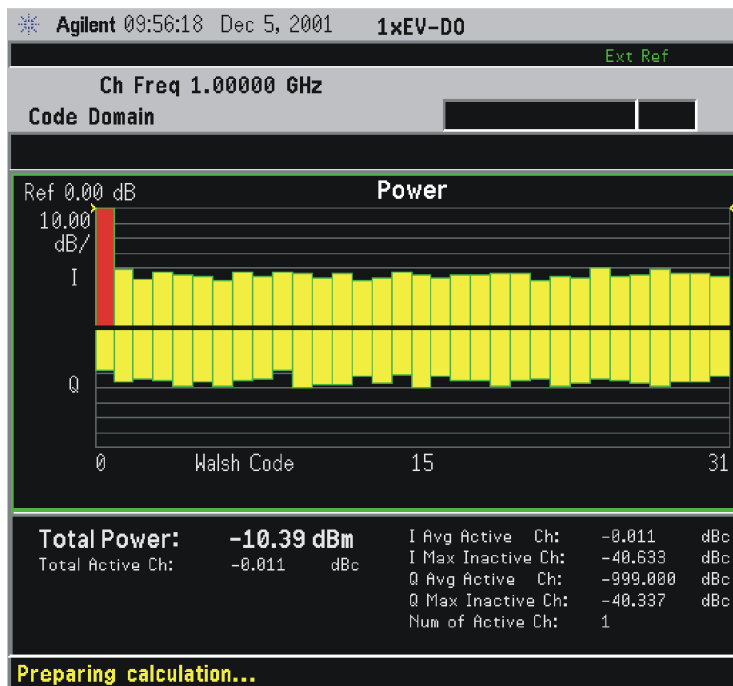 Agilent 09:56:18 Dec 5, 2001 1xEV-DO
Ext Ref
Ch Freq 1.00000 GHz
Code Domain
Ref 0.00 dB Power
10.00
dB/
I
Q
0 Walsh Code 15 31
Total Power: -10.39 dBm
Total Active Ch: -0.011 dBc
I Avg Active Ch: -0.011 dBc
I Max Inactive Ch: -40.633 dBc
Q Avg Active Ch: -999.000 dBc
Q Max Inactive Ch: -40.337 dBc
Num of Active Ch: 1
Preparing calculation...